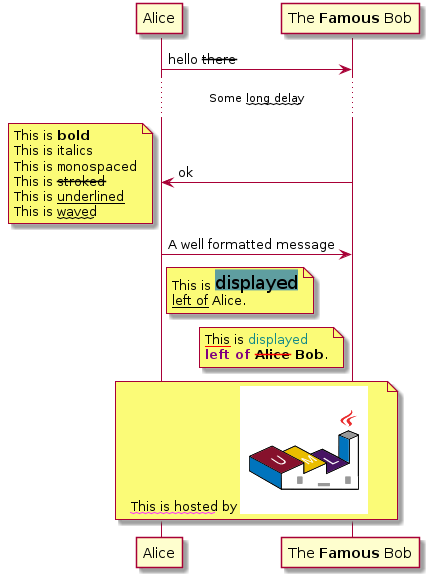 Alice
The Famous Bob
hello there
Some long delay
This is bold
This is italics
This is monospaced
This is stroked
This is underlined
This is waved
ok
A well formatted message
This is displayed
left of Alice.
This is displayed
left of Alice Bob.
U M L
This is hosted by
Alice
The Famous Bob